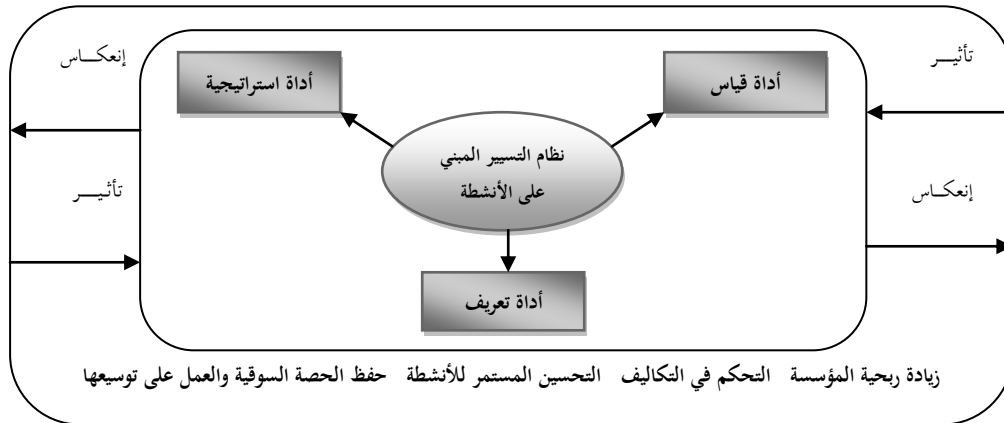 تأثيـــر
إنعكـــاس
أداة قياس
أداة استراتيجية
نظام التسيير المبني
على الأنشطة
إنعكـــاس
تأثيـــر
أداة تعريف
زيادة ربحية المؤسسة التحكم في التكاليف التحسين المستمر للأنشطة حفظ الحصة السوقية والعمل على توسيعها